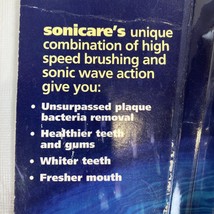 sonicare's unique
combination of high
speed brushing and
sonic wave action
give you:
• Unsurpassed plaque
bacteria removal
• Healthier teeth
and gums
• Whiter teeth
• Fresher mouth